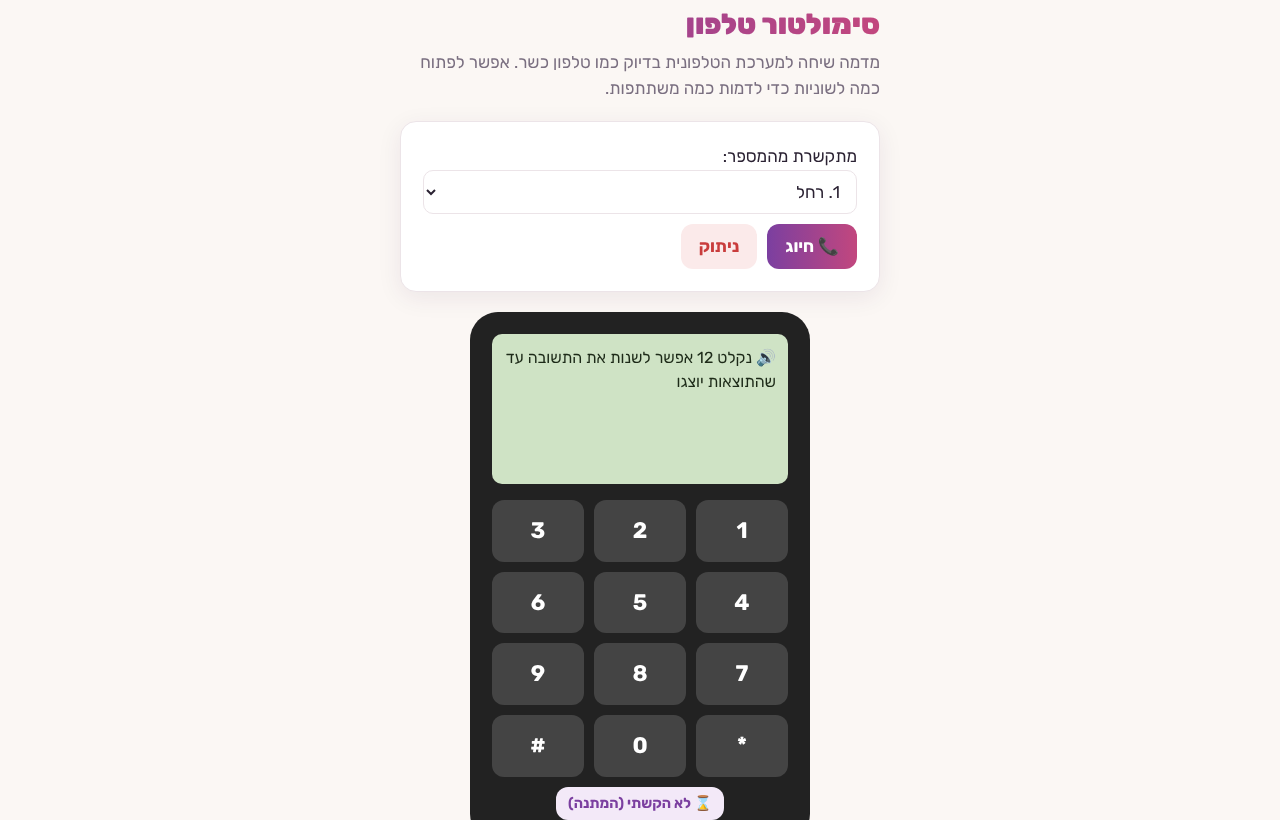 סימולטור טלפון
מדמה שיחה למערכת הטלפונית בדיוק כמו טלפון כשר. אפשר לפתוח
כמה לשוניות כדי לדמות כמה משתתפות.
מתקשרת מהמספר:
1. רחל
📞 חיוג
ניתוק
🔊 נקלט 12 אפשר לשנות את התשובה עד
שהתוצאות יוצגו
3 2 1
6 5 4
9 8 7
# 0 *
⌛ לא הקשתי (המתנה)